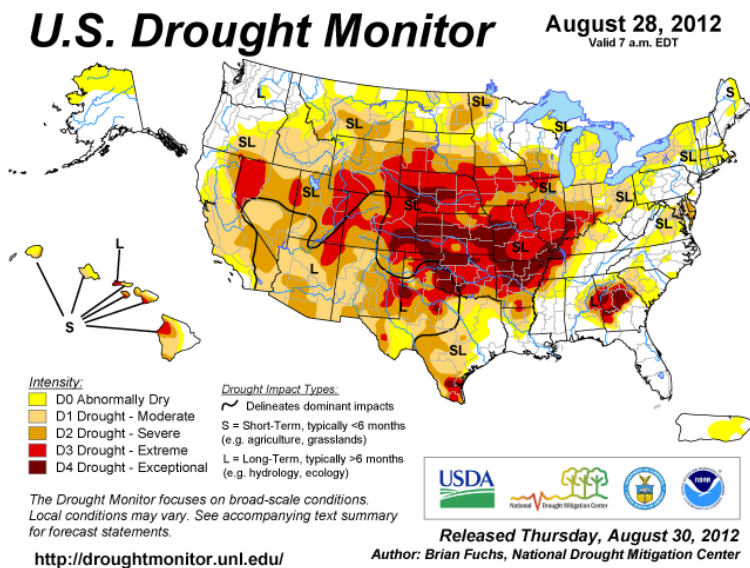 U.S. Drought Monitor
August 28, 2012
Valid 7 a.m. EDT
L
SL
S
SL
SL
SL
SL
SL
SL
SL
SL
SL
SL
L
L
SL
L
L
S
Intensity:
D0 Abnormally Dry
D1 Drought - Moderate
D2 Drought - Severe
D3 Drought - Extreme
D4 Drought - Exceptional
Drought Impact Types:
Delineates dominant impacts
S = Short-Term, typically <6 months
(e.g. agriculture, grasslands)
L = Long-Term, typically >6 months
(e.g. hydrology, ecology)
The Drought Monitor focuses on broad-scale conditions.
Local conditions may vary. See accompanying text summary
for forecast statements.
http://droughtmonitor.unl.edu/
USDA
National Drought Mitigation Center
NOAA
Released Thursday, August 30, 2012
Author: Brian Fuchs, National Drought Mitigation Center